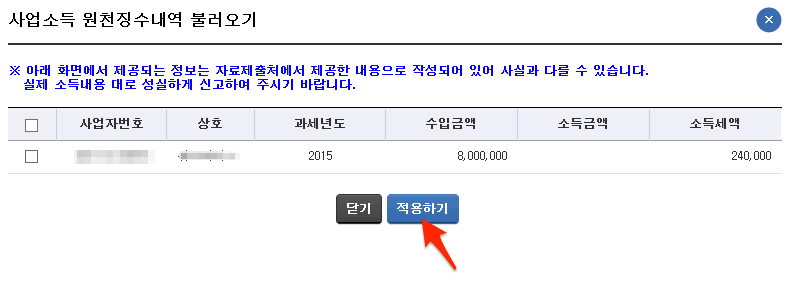 사업소득 원천징수내역 불러오기
※ 아래 화면에서 제공되는 정보는 자료제출처에서 제공한 내용으로 작성되어 있어 사실과 다를 수 있습니다.
실제 소득내용 대로 성실하게 신고하여 주시기 바랍니다.
사업자번호 상호 과세년도 수입금액 소득금액 소득세액
2015 8,000,000 240,000
닫기 적용하기